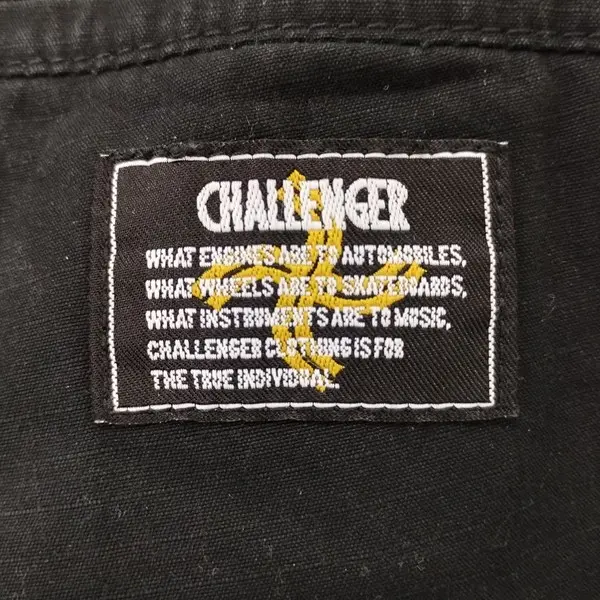 CHALLENGER
WHAT ENGINES ARE TO AUTOMOBILES,
WHAT WHEELS ARE TO SKATEBOARDS,
WHAT INSTRUMENTS ARE TO MUSIC,
CHALLENGER CLOTHING IS FOR
THE TRUE INDIVIDUAL.